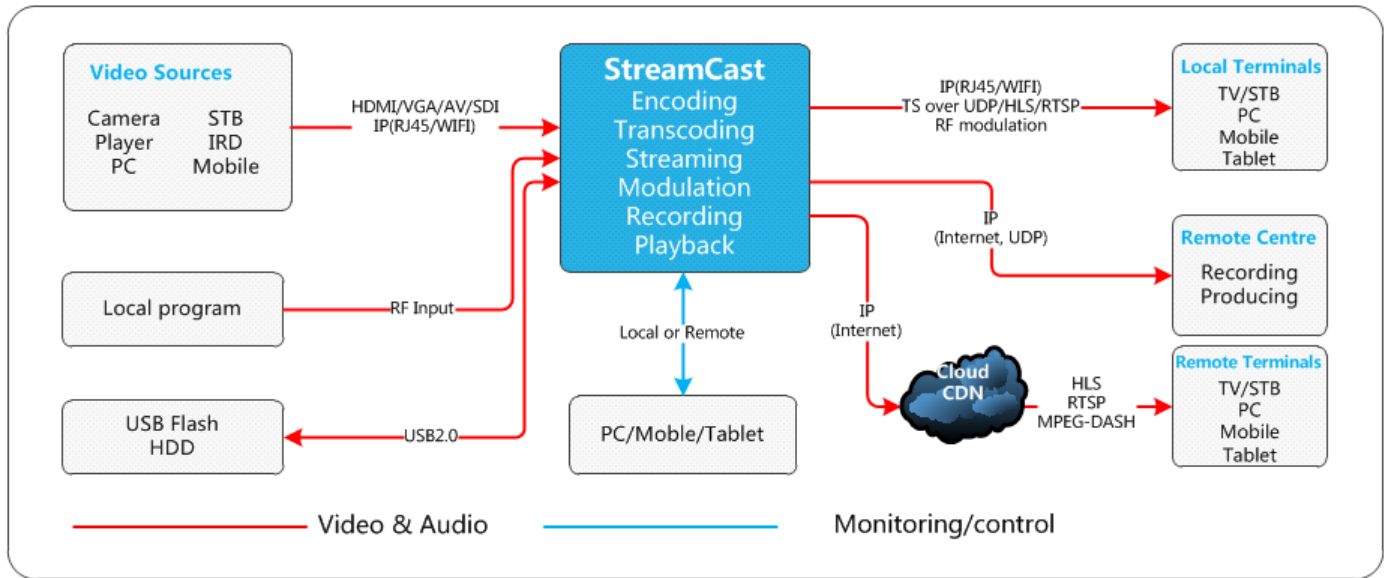 Video Sources
Camera STB
Player IRD
PC Mobile
HDMI/VGA/AV/SDI
IP(RJ45/WIFI)
Local program
RF Input
USB Flash
HDD
USB2.0
StreamCast
Encoding
Transcoding
Streaming
Modulation
Recording
Playback
Local or Remote
PC/Moble/Tablet
IP(RJ45/WIFI)
TS over UDP/HLS/RTSP
RF modulation
Local Terminals
TV/STB
PC
Mobile
Tablet
IP
(Internet, UDP)
Remote Centre
Recording
Producing
IP
(Internet)
Cloud
CDN
HLS
RTSP
MPEG-DASH
Remote Terminals
TV/STB
PC
Mobile
Tablet
Video & Audio
Monitoring/control